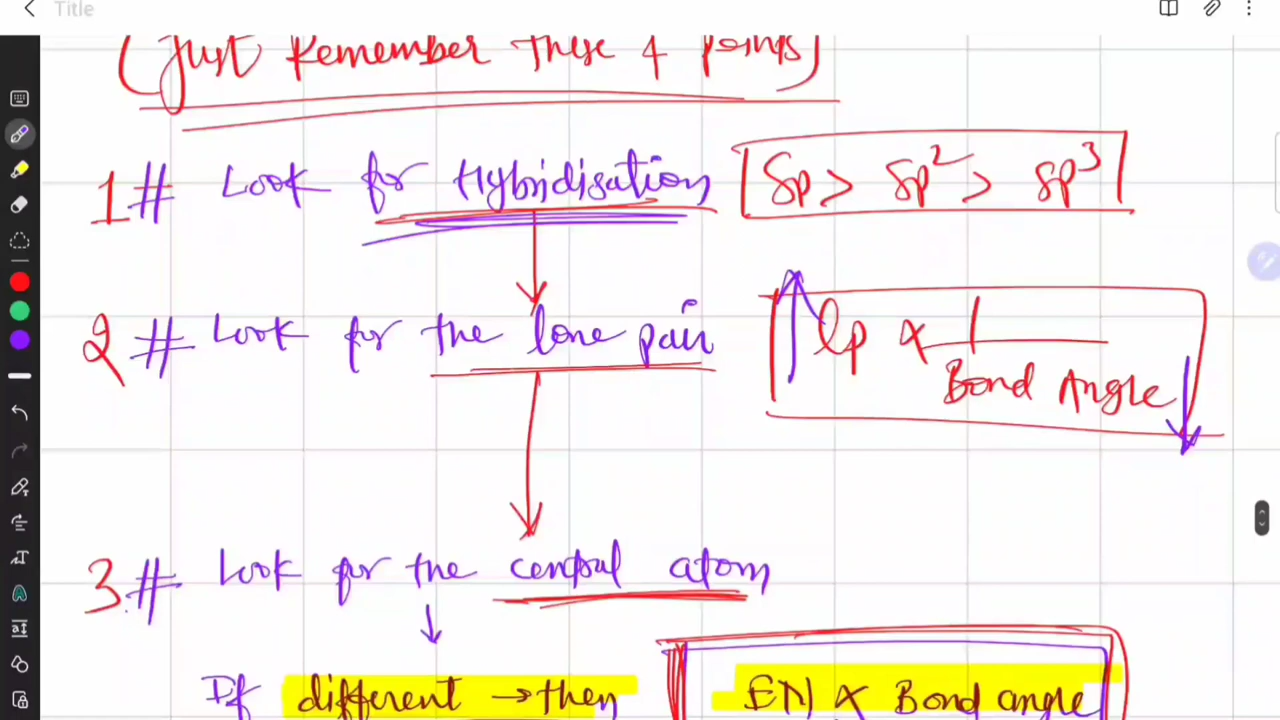 Title
(Just Remember These 4 points)
1# Look for Hybridisation Sp > sp² > sp³
2# Look for the lone pair lp ∝ 1/Bond Angle
3.# Look for the central atom
If different → then EN ∝ Bond angle